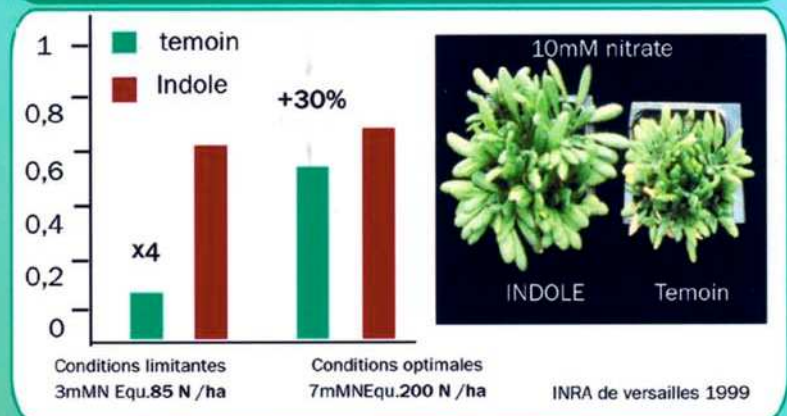 1
0,8
0,6
0,4
0,2
0
temoin
Indole
+30%
x4
Conditions limitantes
3mMN Equ.85 N /ha
Conditions optimales
7mMNEqu.200 N /ha
10mM nitrate
INDOLE Temoin
INRA de versailles 1999